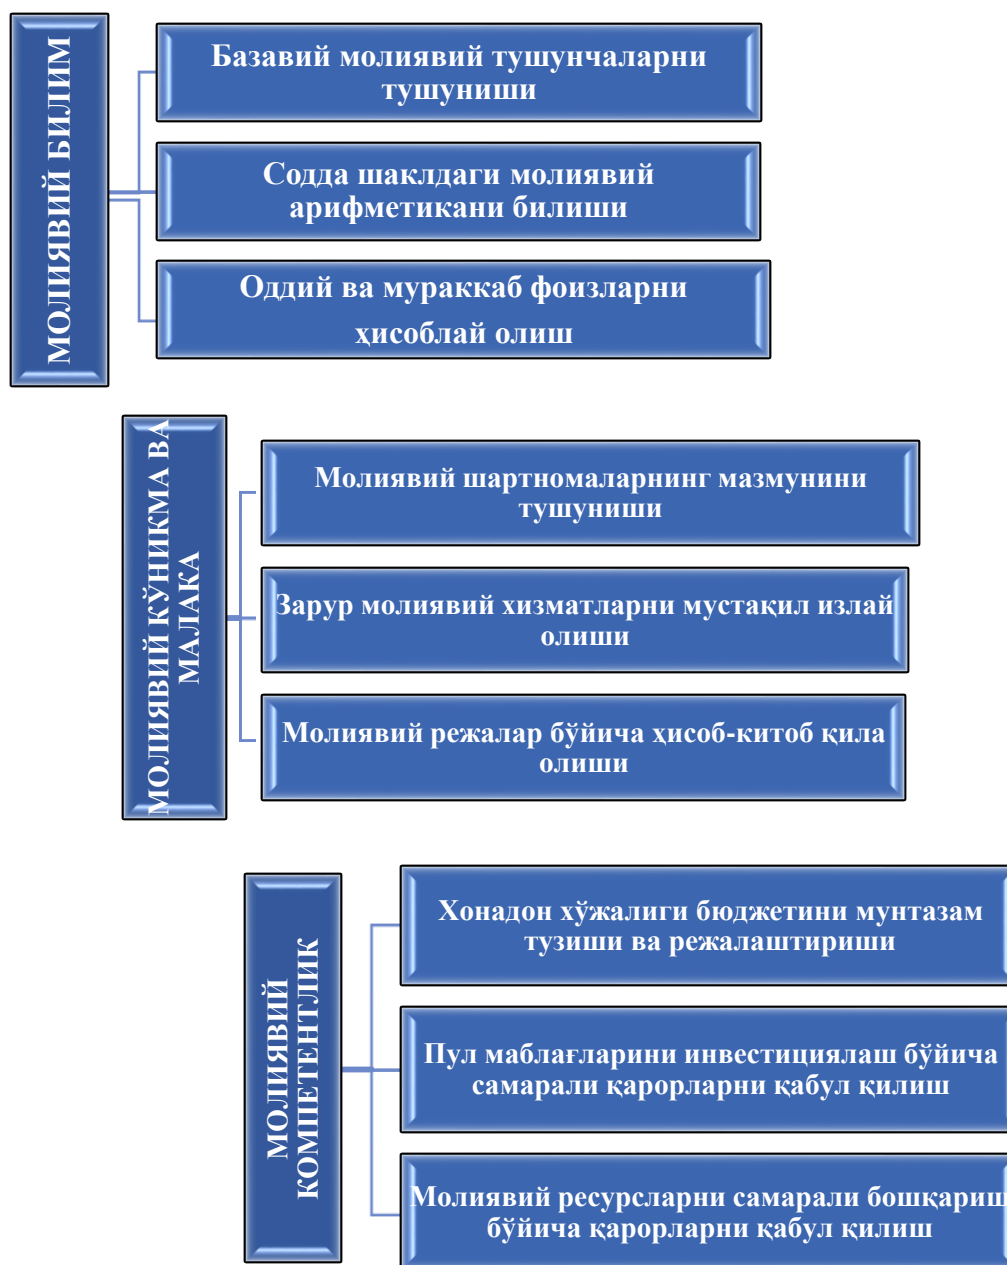 МОЛИЯВИЙ БИЛИМ
Базавий молиявий тушунчаларни
тушуниши
Содда шаклдаги молиявий
арифметикани билиши
Оддий ва мураккаб фоизларни
ҳисоблай олиш
МОЛИЯВИЙ КЎНИКМА ВА
МАЛАКА
Молиявий шартномаларнинг мазмунини
тушуниши
Зарур молиявий хизматларни мустақил излай
олиши
Молиявий режалар бўйича ҳисоб-китоб қила
олиши
МОЛИЯВИЙ
КОМПЕТЕНТЛИК
Хонадон хўжалиги бюджетини мунтазам
тузиши ва режалаштириши
Пул маблағларини инвестициялаш бўйича
самарали қарорларни қабул қилиш
Молиявий ресурсларни самарали бошқариш
бўйича қарорларни қабул қилиш